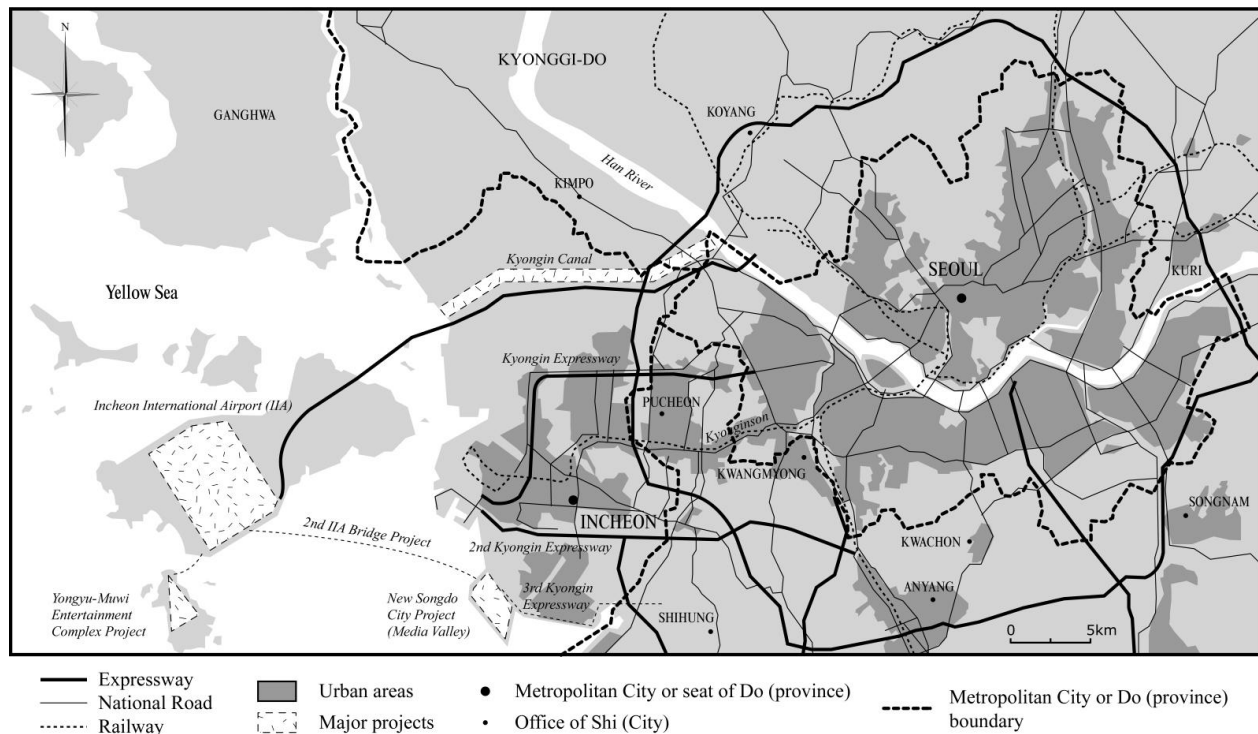 N
KYONGGI-DO
GANGHWA
KOYANG
Han River
KIMPO
Kyongin Canal
SEOUL
KURI
Yellow Sea
Kyongin Expressway
Incheon International Airport (IIA)
PUCHEON
Kyonginson
KWANGMYONG
INCHEON
SONGNAM
2nd IIA Bridge Project
2nd Kyongin Expressway
KWACHON
Yongyu-Muwi
Entertainment
Complex Project
New Songdo
City Project
(Media Valley)
3rd Kyongin
Expressway
ANYANG
SHIHUNG
0 5km
Expressway
National Road
Railway
Urban areas
Major projects
Metropolitan City or seat of Do (province)
Office of Shi (City)
Metropolitan City or Do (province)
boundary